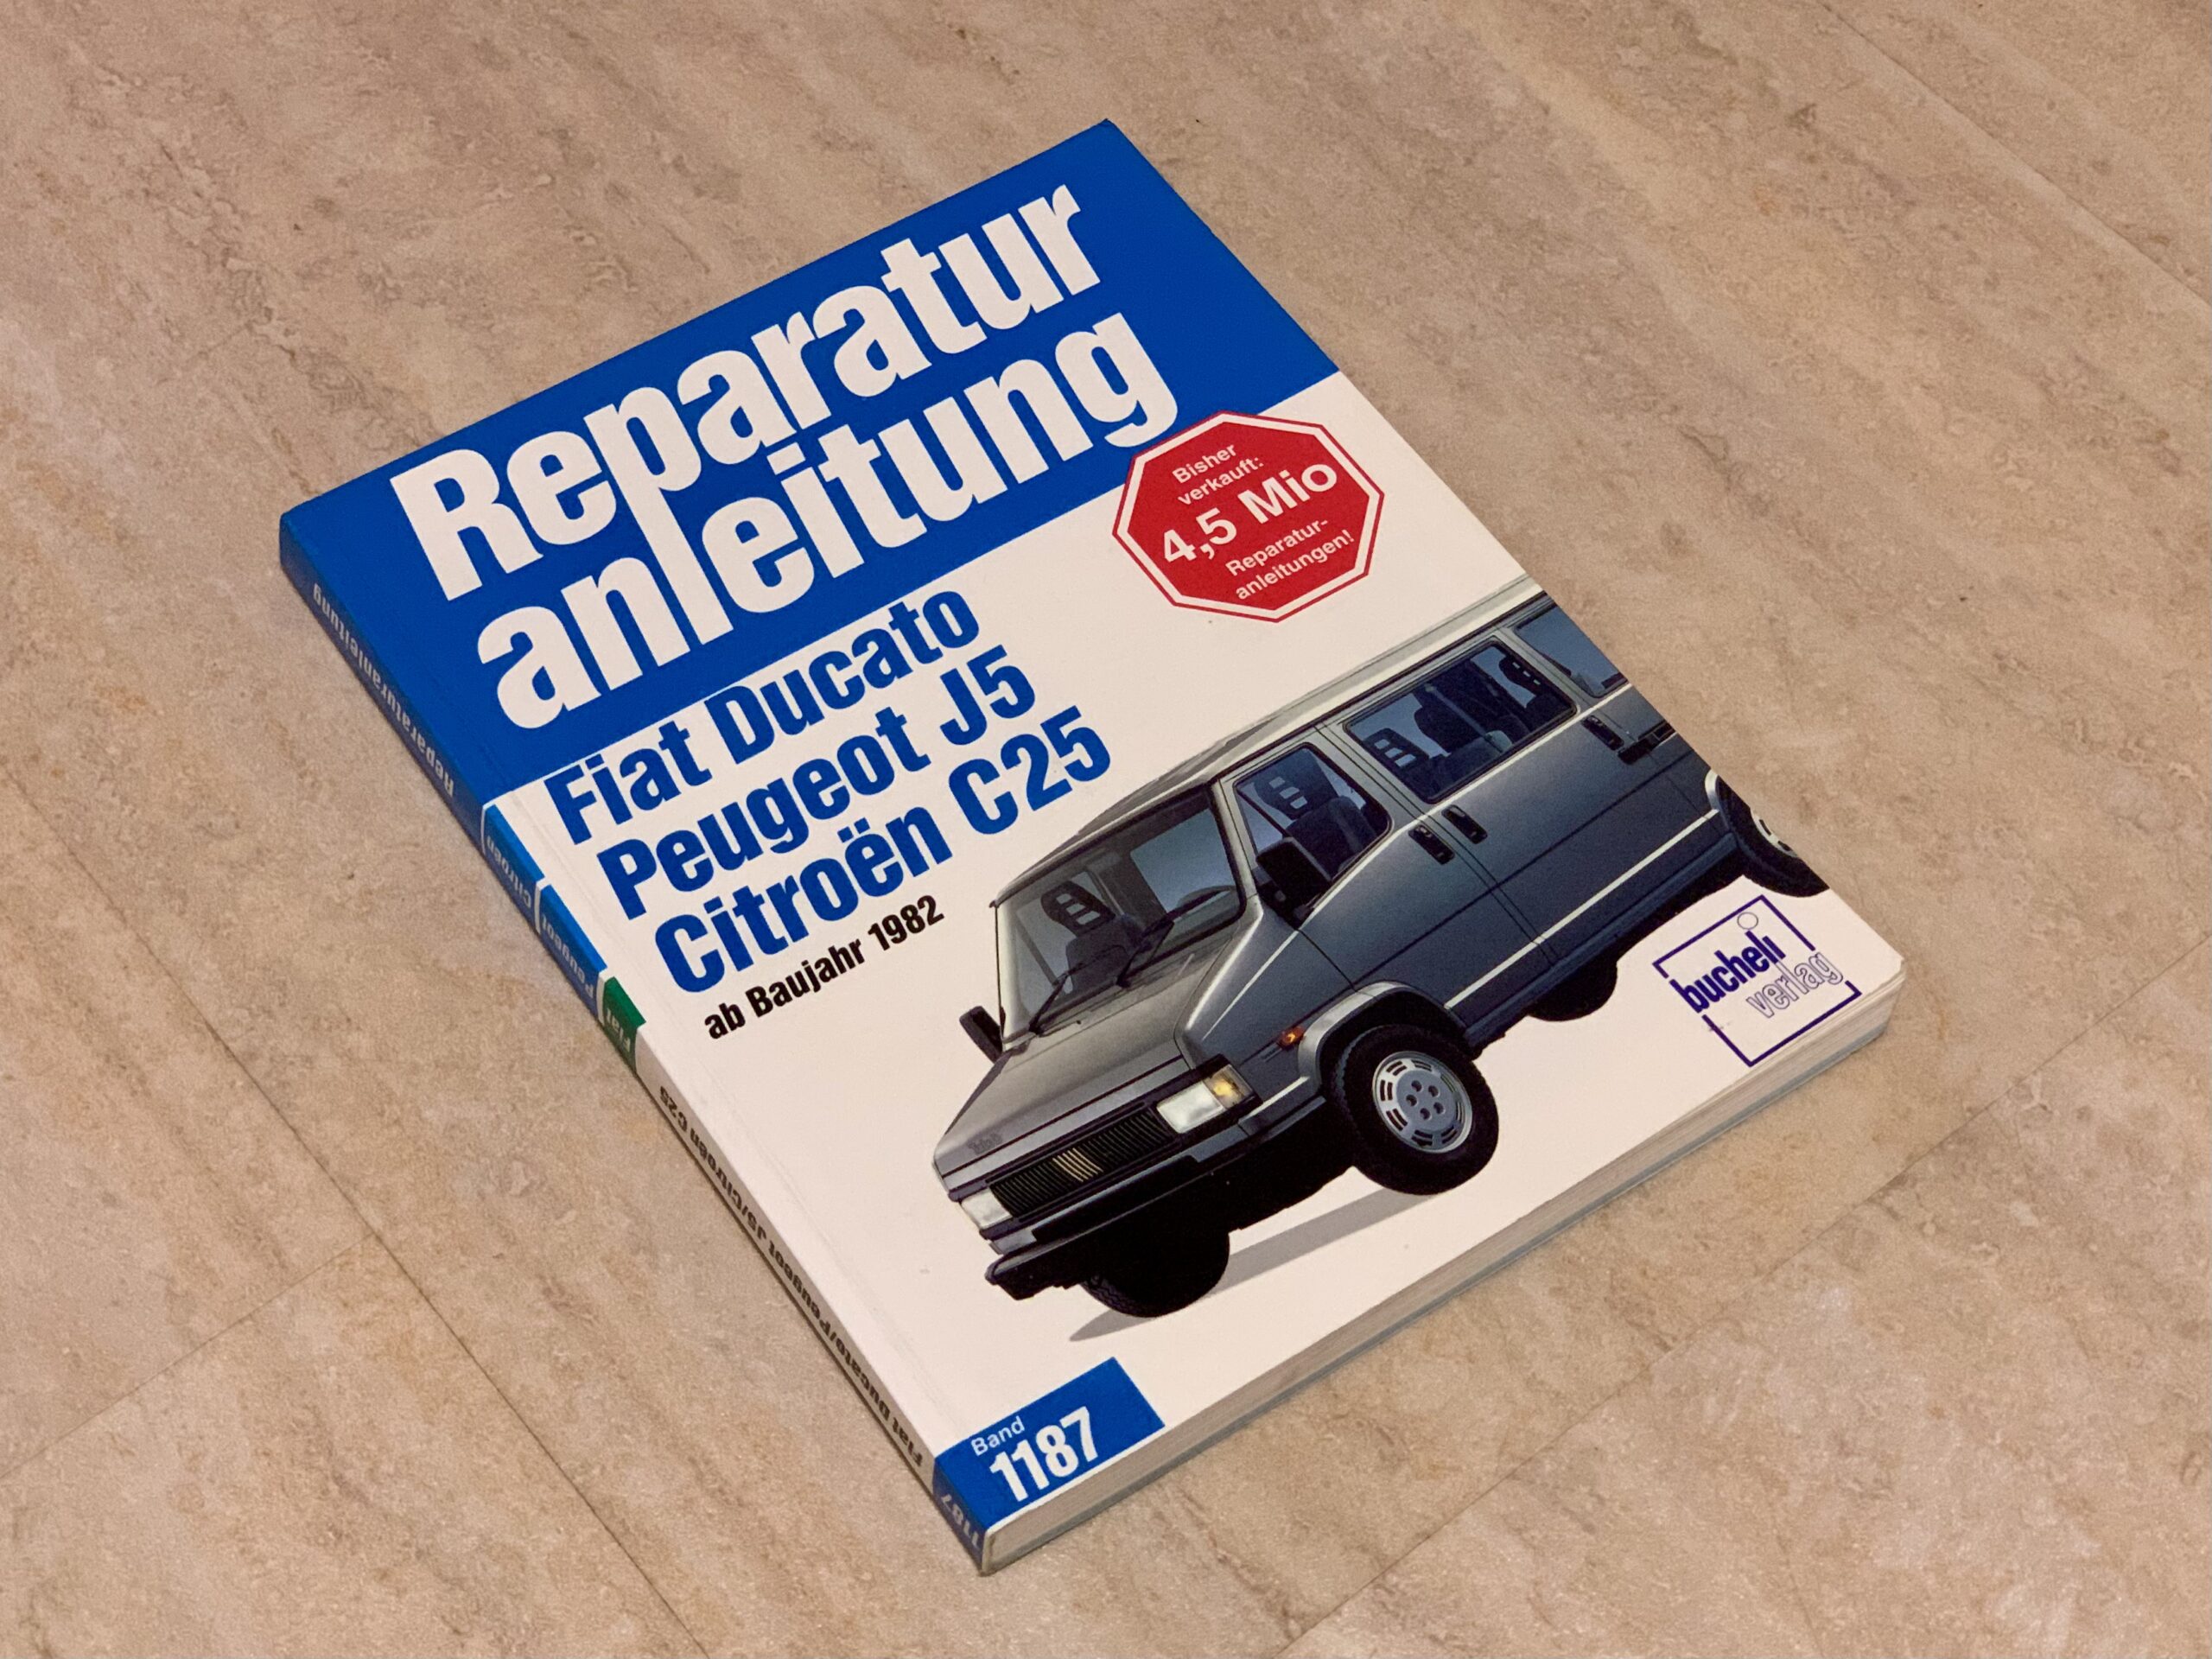 Reparatur
anleitung
Bisher
verkauft:
4,5 Mio
Reparatur-
anleitungen!
Fiat Ducato
Peugeot J5
Citroën C25
ab Baujahr 1982
bucheli
verlag
Band
1187
Reparaturanleitung
Citroën
Peugeot
Fiat
Fiat Ducato/Peugeot J5/Citroën C25
1187